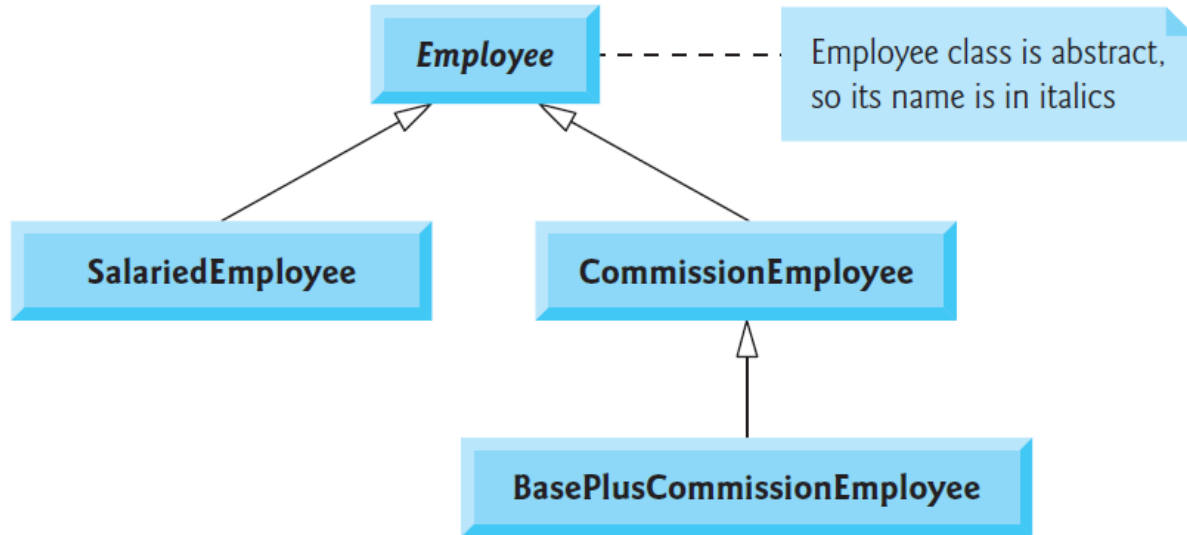 Employee
Employee class is abstract,
so its name is in italics
SalariedEmployee
CommissionEmployee
BasePlusCommissionEmployee